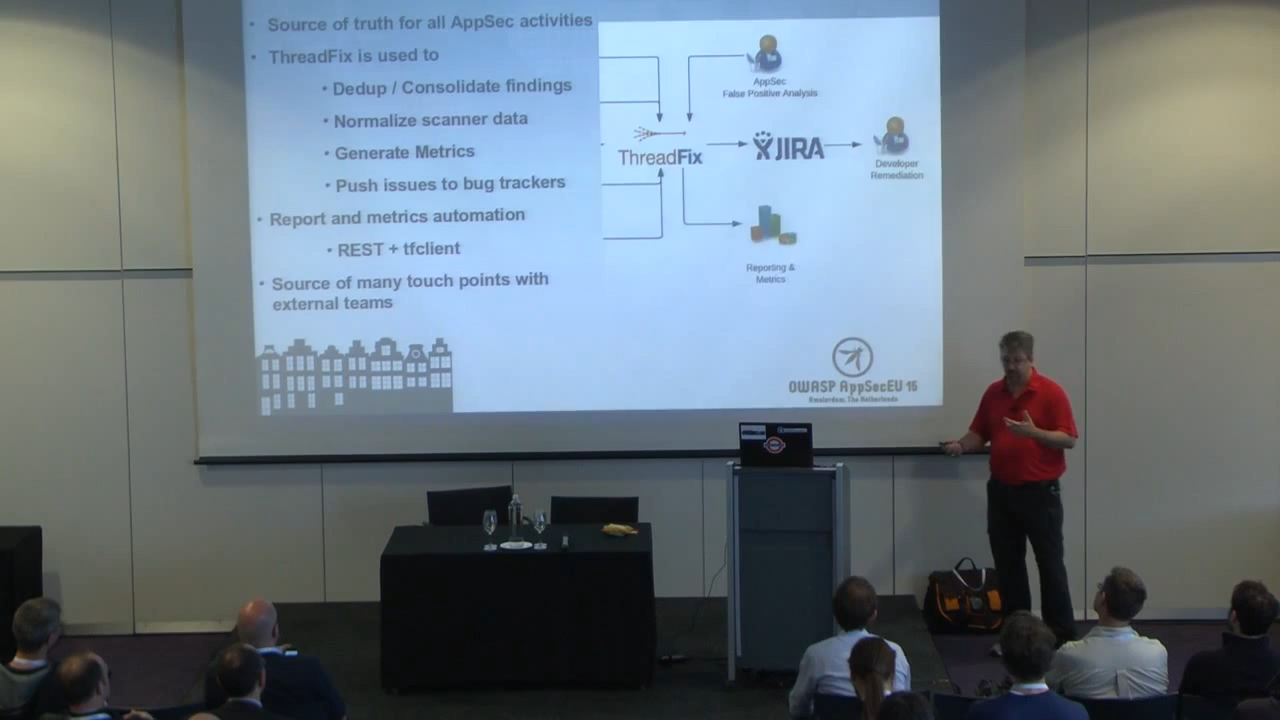 • Source of truth for all AppSec activities
• ThreadFix is used to
• Dedup / Consolidate findings
• Normalize scanner data
• Generate Metrics
• Push issues to bug trackers
• Report and metrics automation
• REST + tfclient
• Source of many touch points with
external teams
AppSec
False Positive Analysis
ThreadFix
JIRA
Developer
Remediation
Reporting &
Metrics
OWASP AppSecEU 15
Amsterdam, The Netherlands